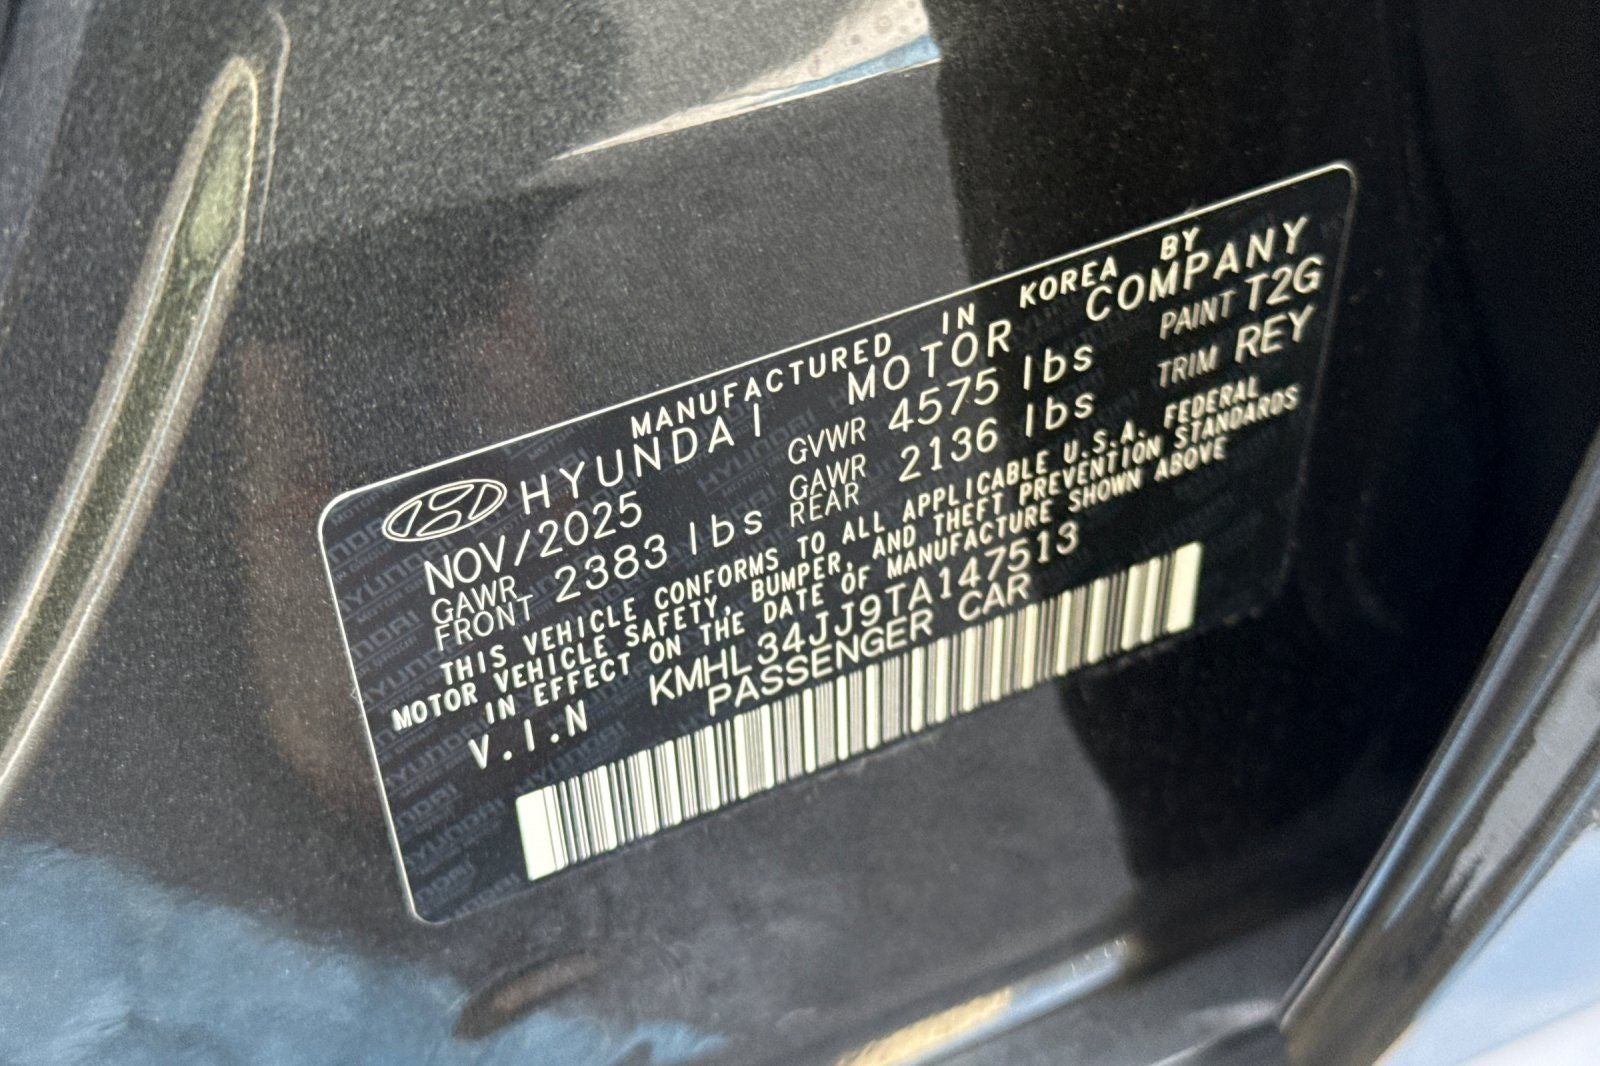 MANUFACTURED IN KOREA BY
HYUNDAI MOTOR COMPANY
NOV/2025 GVWR 4575 lbs PAINT T2G
GAWR FRONT 2383 lbs GAWR REAR 2136 lbs TRIM REY
THIS VEHICLE CONFORMS TO ALL APPLICABLE U.S.A. FEDERAL
MOTOR VEHICLE SAFETY, BUMPER, AND THEFT PREVENTION STANDARDS
IN EFFECT ON THE DATE OF MANUFACTURE SHOWN ABOVE
V.I.N KMHL34JJ9TA147513
PASSENGER CAR